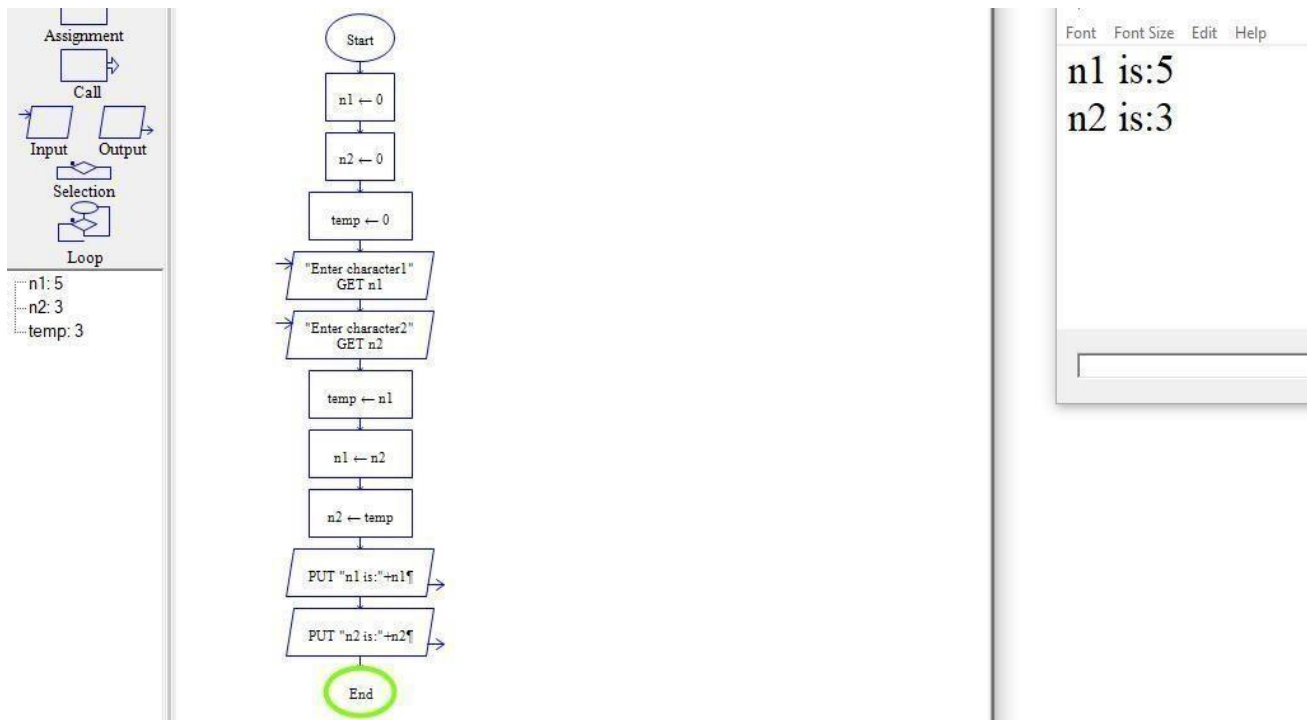 Assignment
Call
Input Output
Selection
Loop
n1: 5
n2: 3
temp: 3
Start
n1 ← 0
n2 ← 0
temp ← 0
"Enter character1"
GET n1
"Enter character2"
GET n2
temp ← n1
n1 ← n2
n2 ← temp
PUT "n1 is:"+n1¶
PUT "n2 is:"+n2¶
End
Font Font Size Edit Help
n1 is:5
n2 is:3